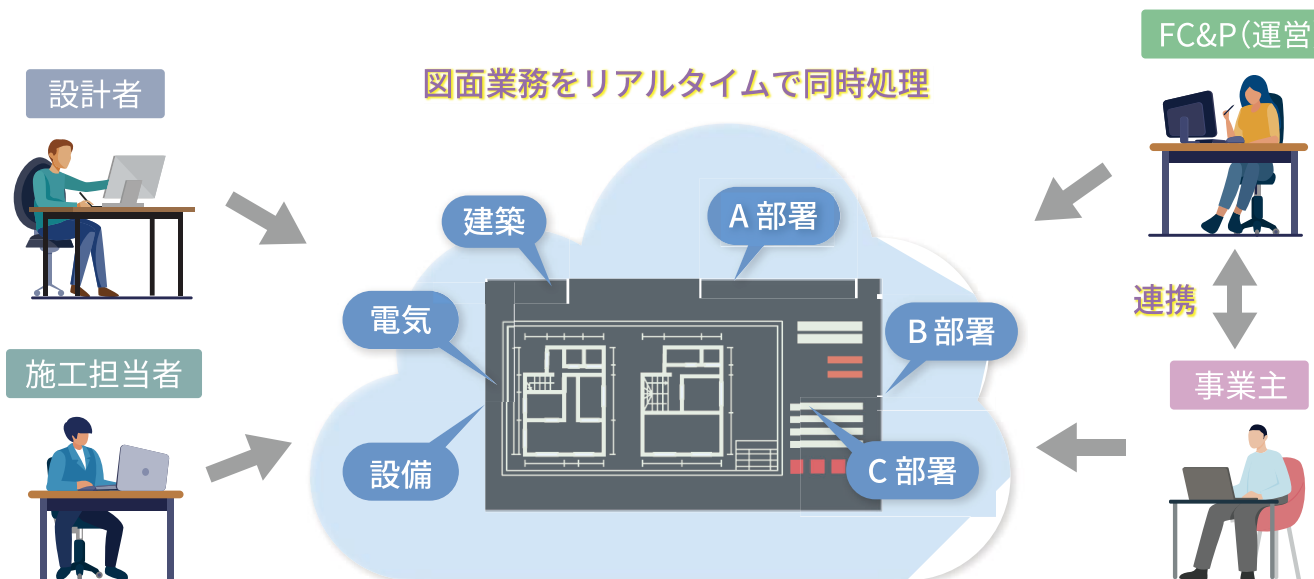 FC&P（運営
図面業務をリアルタイムで同時処理
設計者
建築
A 部署
電気
B 部署
連携
施工担当者
事業主
設備
C 部署